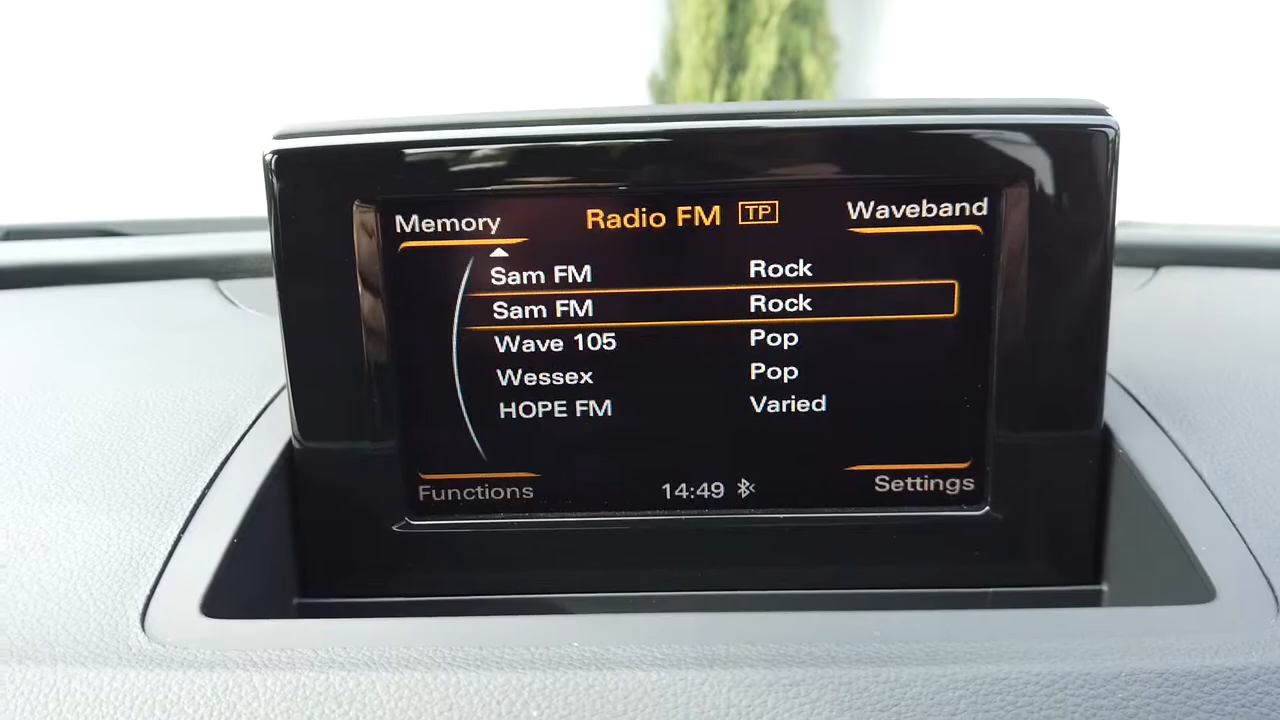 Memory Radio FM TP Waveband
Sam FM Rock
Sam FM Rock
Wave 105 Pop
Wessex Pop
HOPE FM Varied
Functions 14:49 Settings